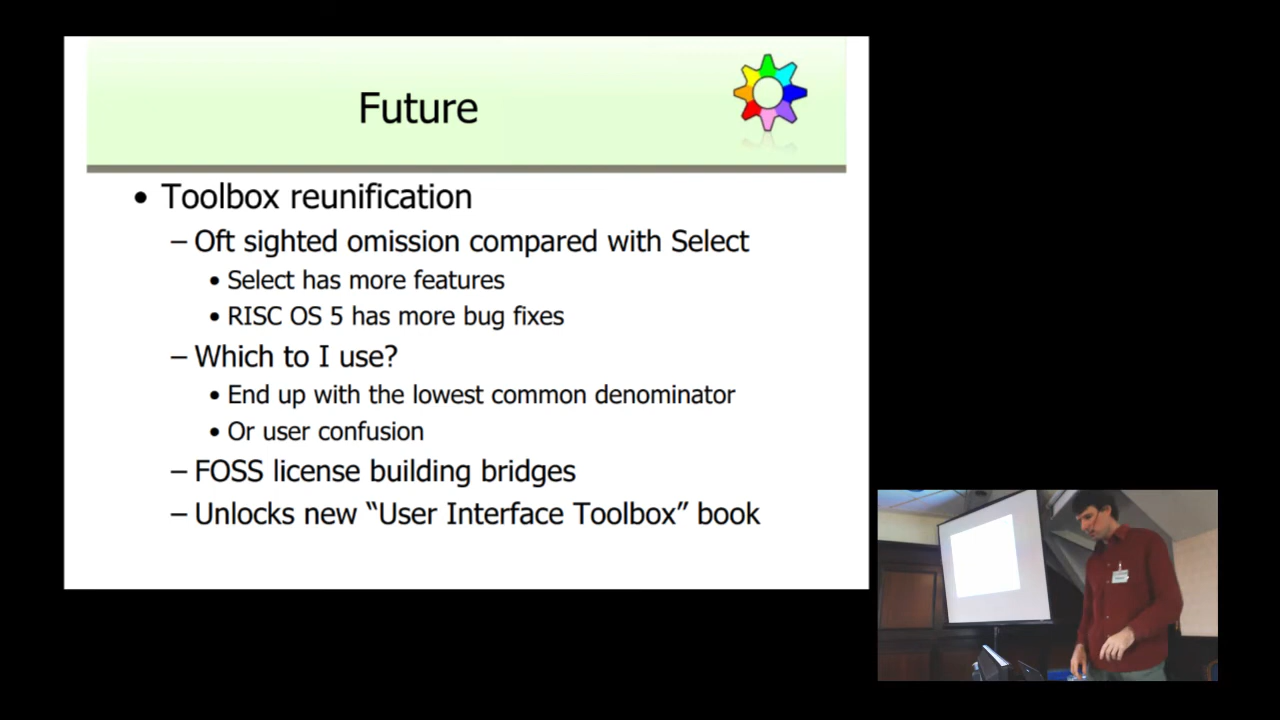 Future
• Toolbox reunification
– Oft sighted omission compared with Select
• Select has more features
• RISC OS 5 has more bug fixes
– Which to I use?
• End up with the lowest common denominator
• Or user confusion
– FOSS license building bridges
– Unlocks new “User Interface Toolbox” book